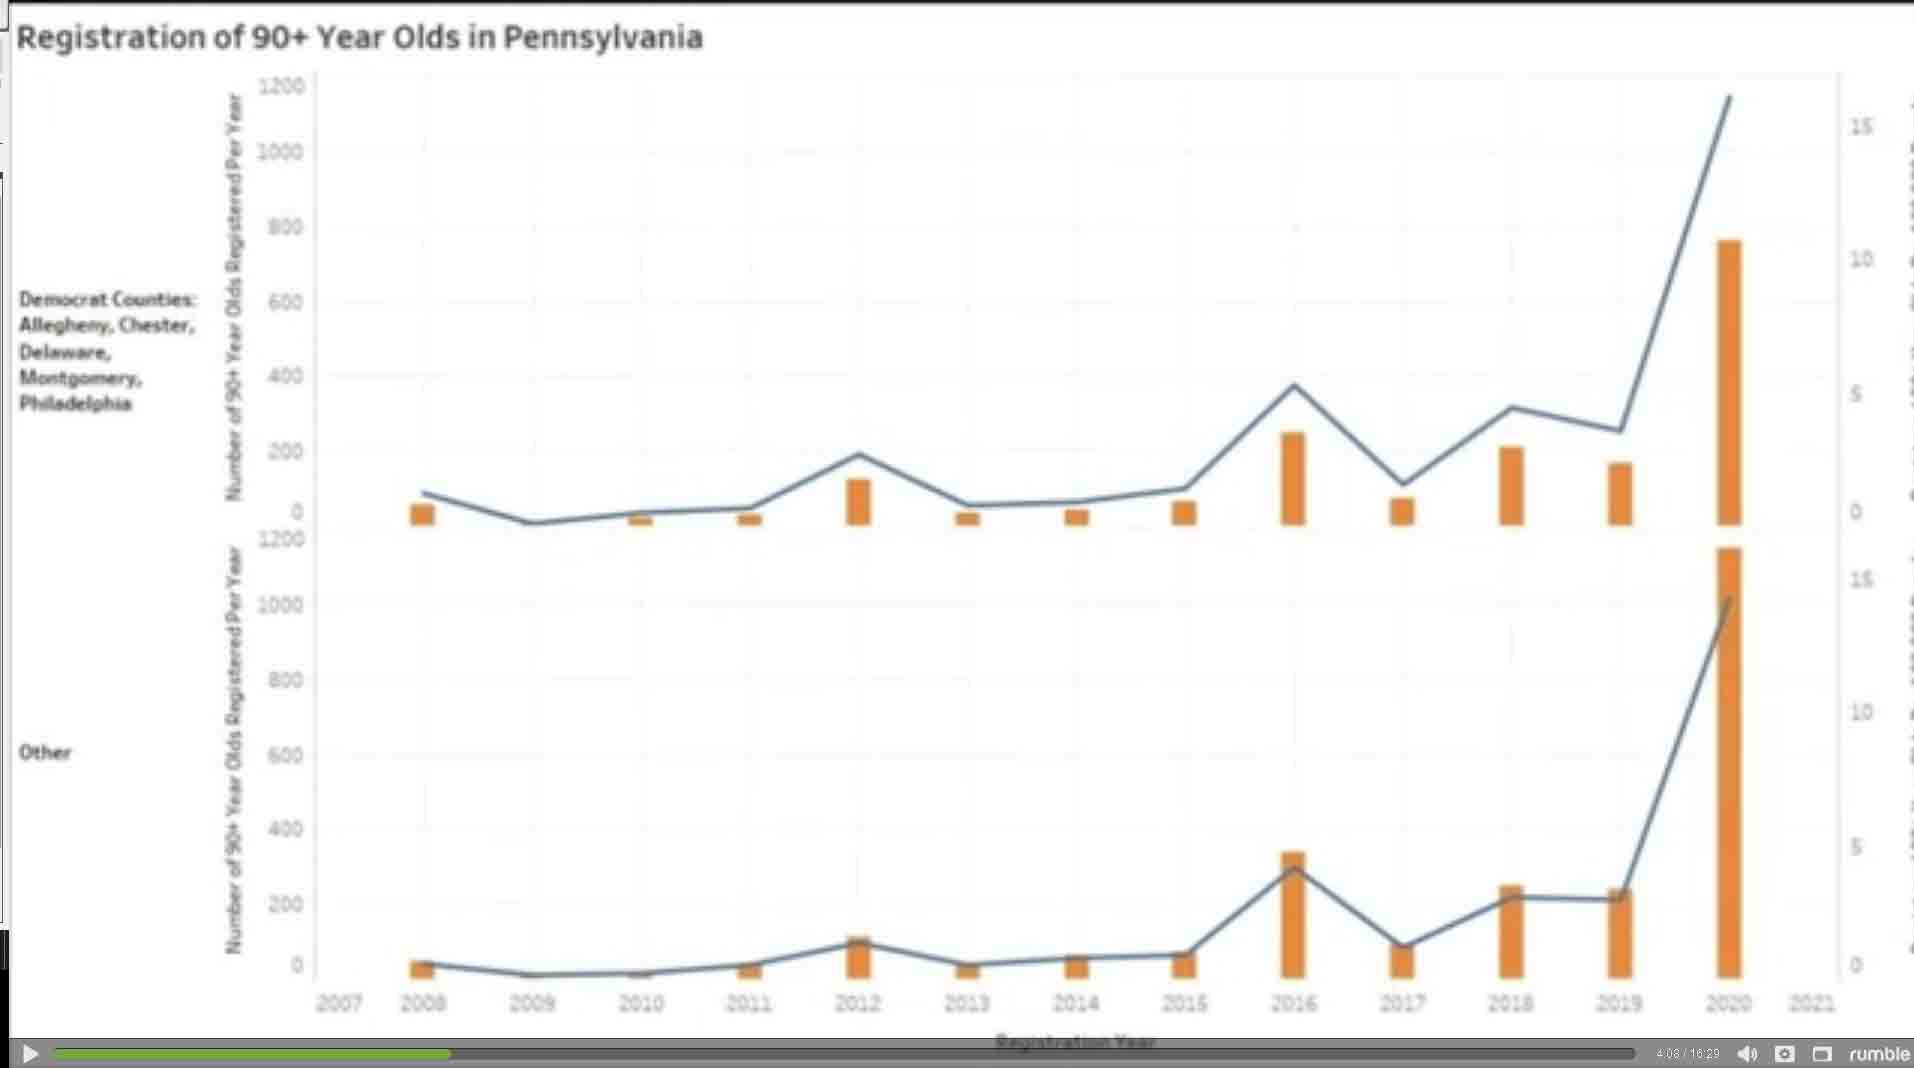 Registration of 90+ Year Olds in Pennsylvania
Democrat Counties:
Allegheny, Chester,
Delaware,
Montgomery,
Philadelphia
Number of 90+ Year Olds Registered Per Year
1200
1000
800
600
400
200
0
15
10
5
0
Other
Number of 90+ Year Olds Registered Per Year
1200
1000
800
600
400
200
0
15
10
5
0
2007 2008 2009 2010 2011 2012 2013 2014 2015 2016 2017 2018 2019 2020 2021
Registration Year
4:08 / 16:29
rumble